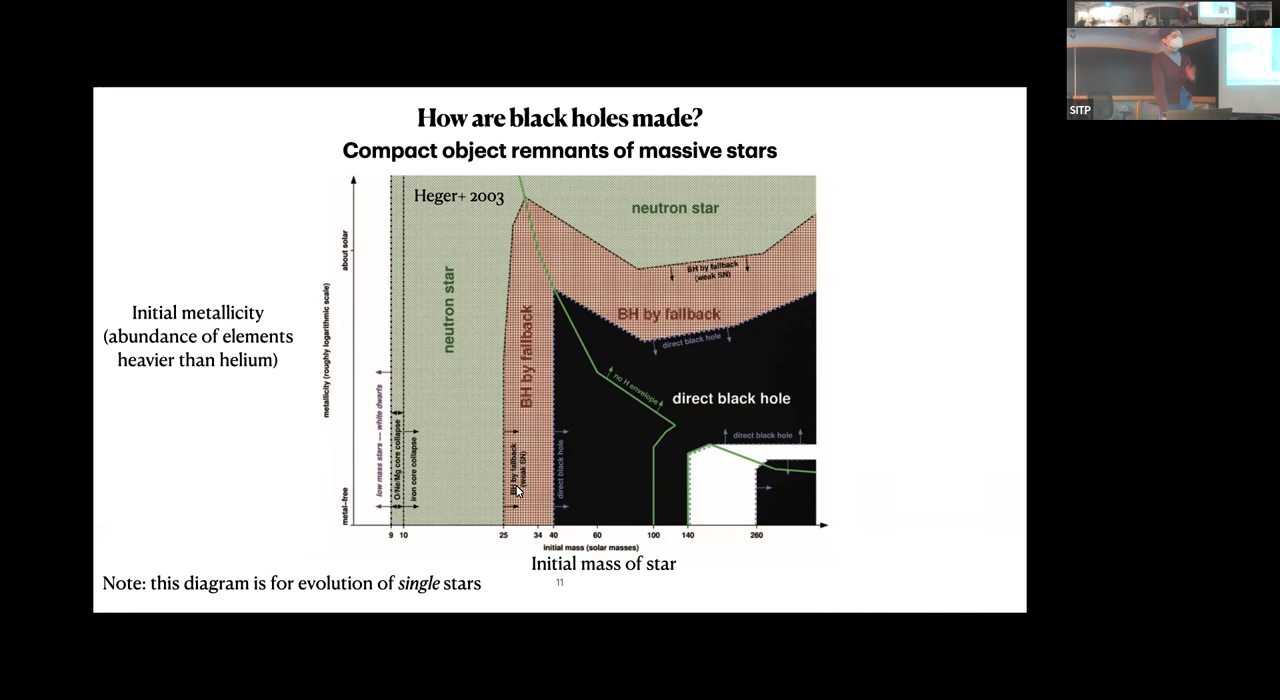 SITP
How are black holes made?
Compact object remnants of massive stars
Heger+ 2003
neutron star
BH by fallback
(weak SN)
neutron star
BH by fallback
BH by fallback
direct black hole
no H envelope
direct black hole
direct black hole
about solar
metallicity (roughly logarithmic scale)
metal–free
Initial metallicity
(abundance of elements
heavier than helium)
low mass stars — white dwarfs
O/Ne/Mg core collapse
iron core collapse
BH by fallback
(weak SN)
direct black hole
9 10 25 34 40 60 100 140 260
initial mass (solar masses)
Initial mass of star
Note: this diagram is for evolution of single stars
11